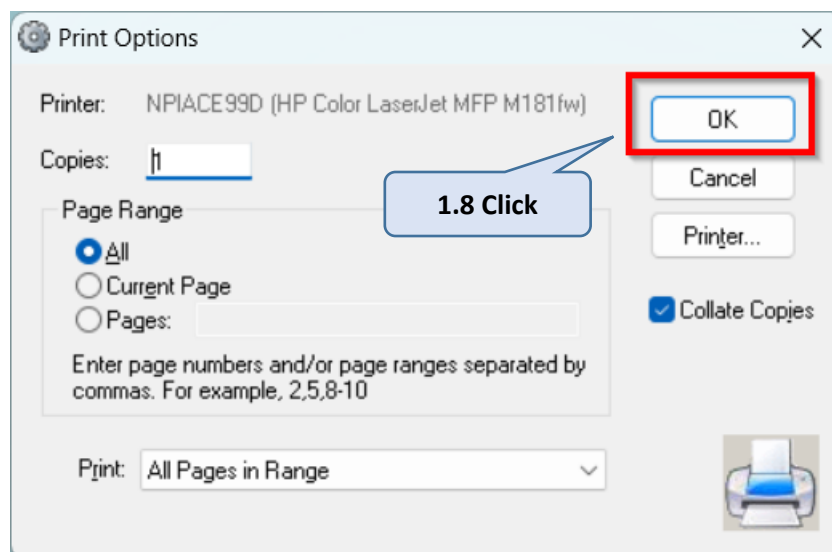 Print Options
Printer: NPIACE99D (HP Color LaserJet MFP M181fw)
OK
Copies: 1
Cancel
1.8 Click
Page Range
Printer...
All
Current Page
Collate Copies
Pages:
Enter page numbers and/or page ranges separated by
commas. For example, 2,5,8-10
Print: All Pages in Range